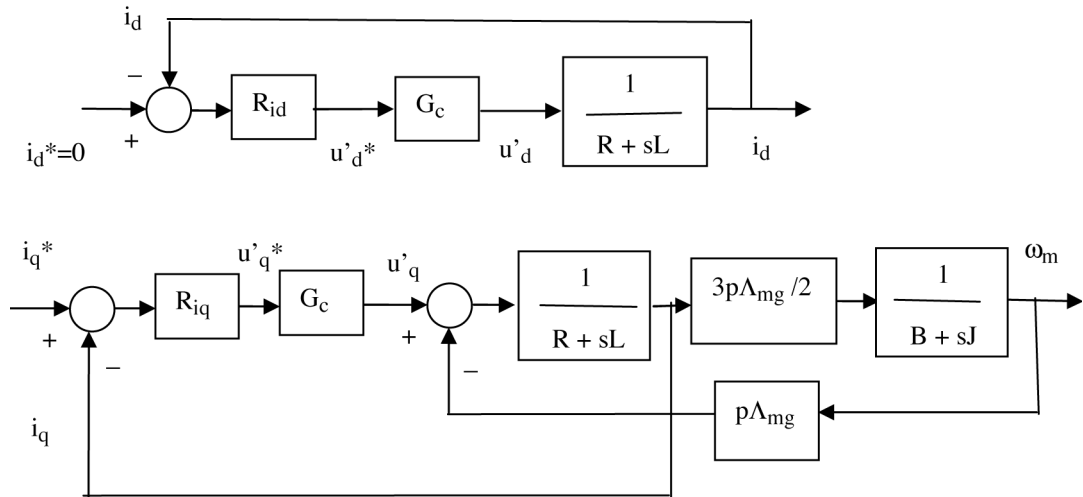 i_d
−
R_id
G_c
1
R + sL
+
i_d*=0
u'_d*
u'_d
i_d
i_q*
u'_q*
u'_q
ω_m
R_iq
G_c
1
R + sL
3pΛ_mg /2
1
B + sJ
+
−
+
−
pΛ_mg
i_q